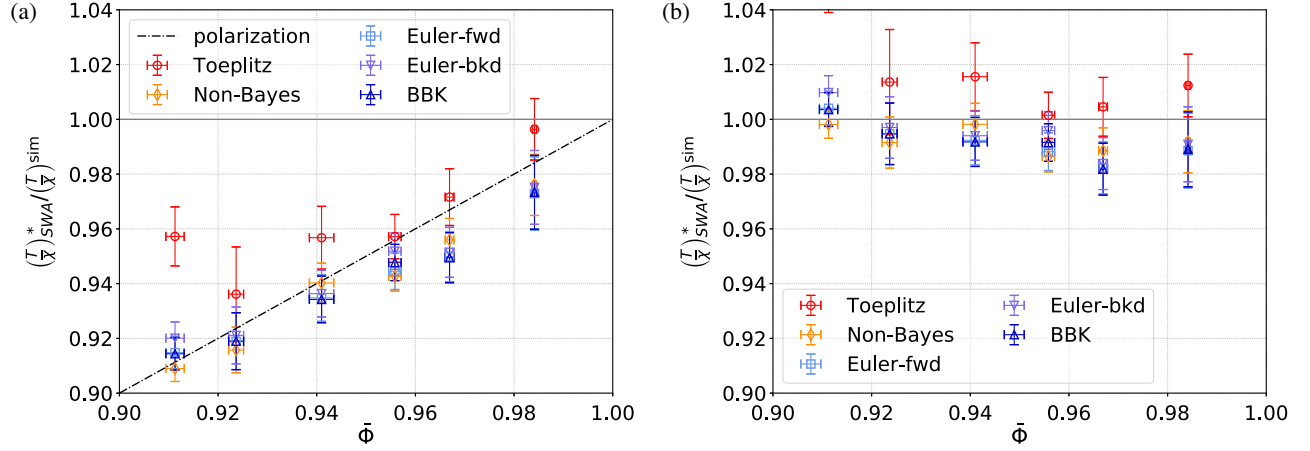 (a)
1.04
1.02
1.00
0.98
0.96
0.94
0.92
0.90
(T/χ)*SWA/(T/χ)sim
polarization
Toeplitz
Non-Bayes
Euler-fwd
Euler-bkd
BBK
0.90 0.92 0.94 0.96 0.98 1.00
Φ̄
(b)
1.04
1.02
1.00
0.98
0.96
0.94
0.92
0.90
(T/χ)*SWA/(T/χ)sim
Toeplitz
Non-Bayes
Euler-fwd
Euler-bkd
BBK
0.90 0.92 0.94 0.96 0.98 1.00
Φ̄